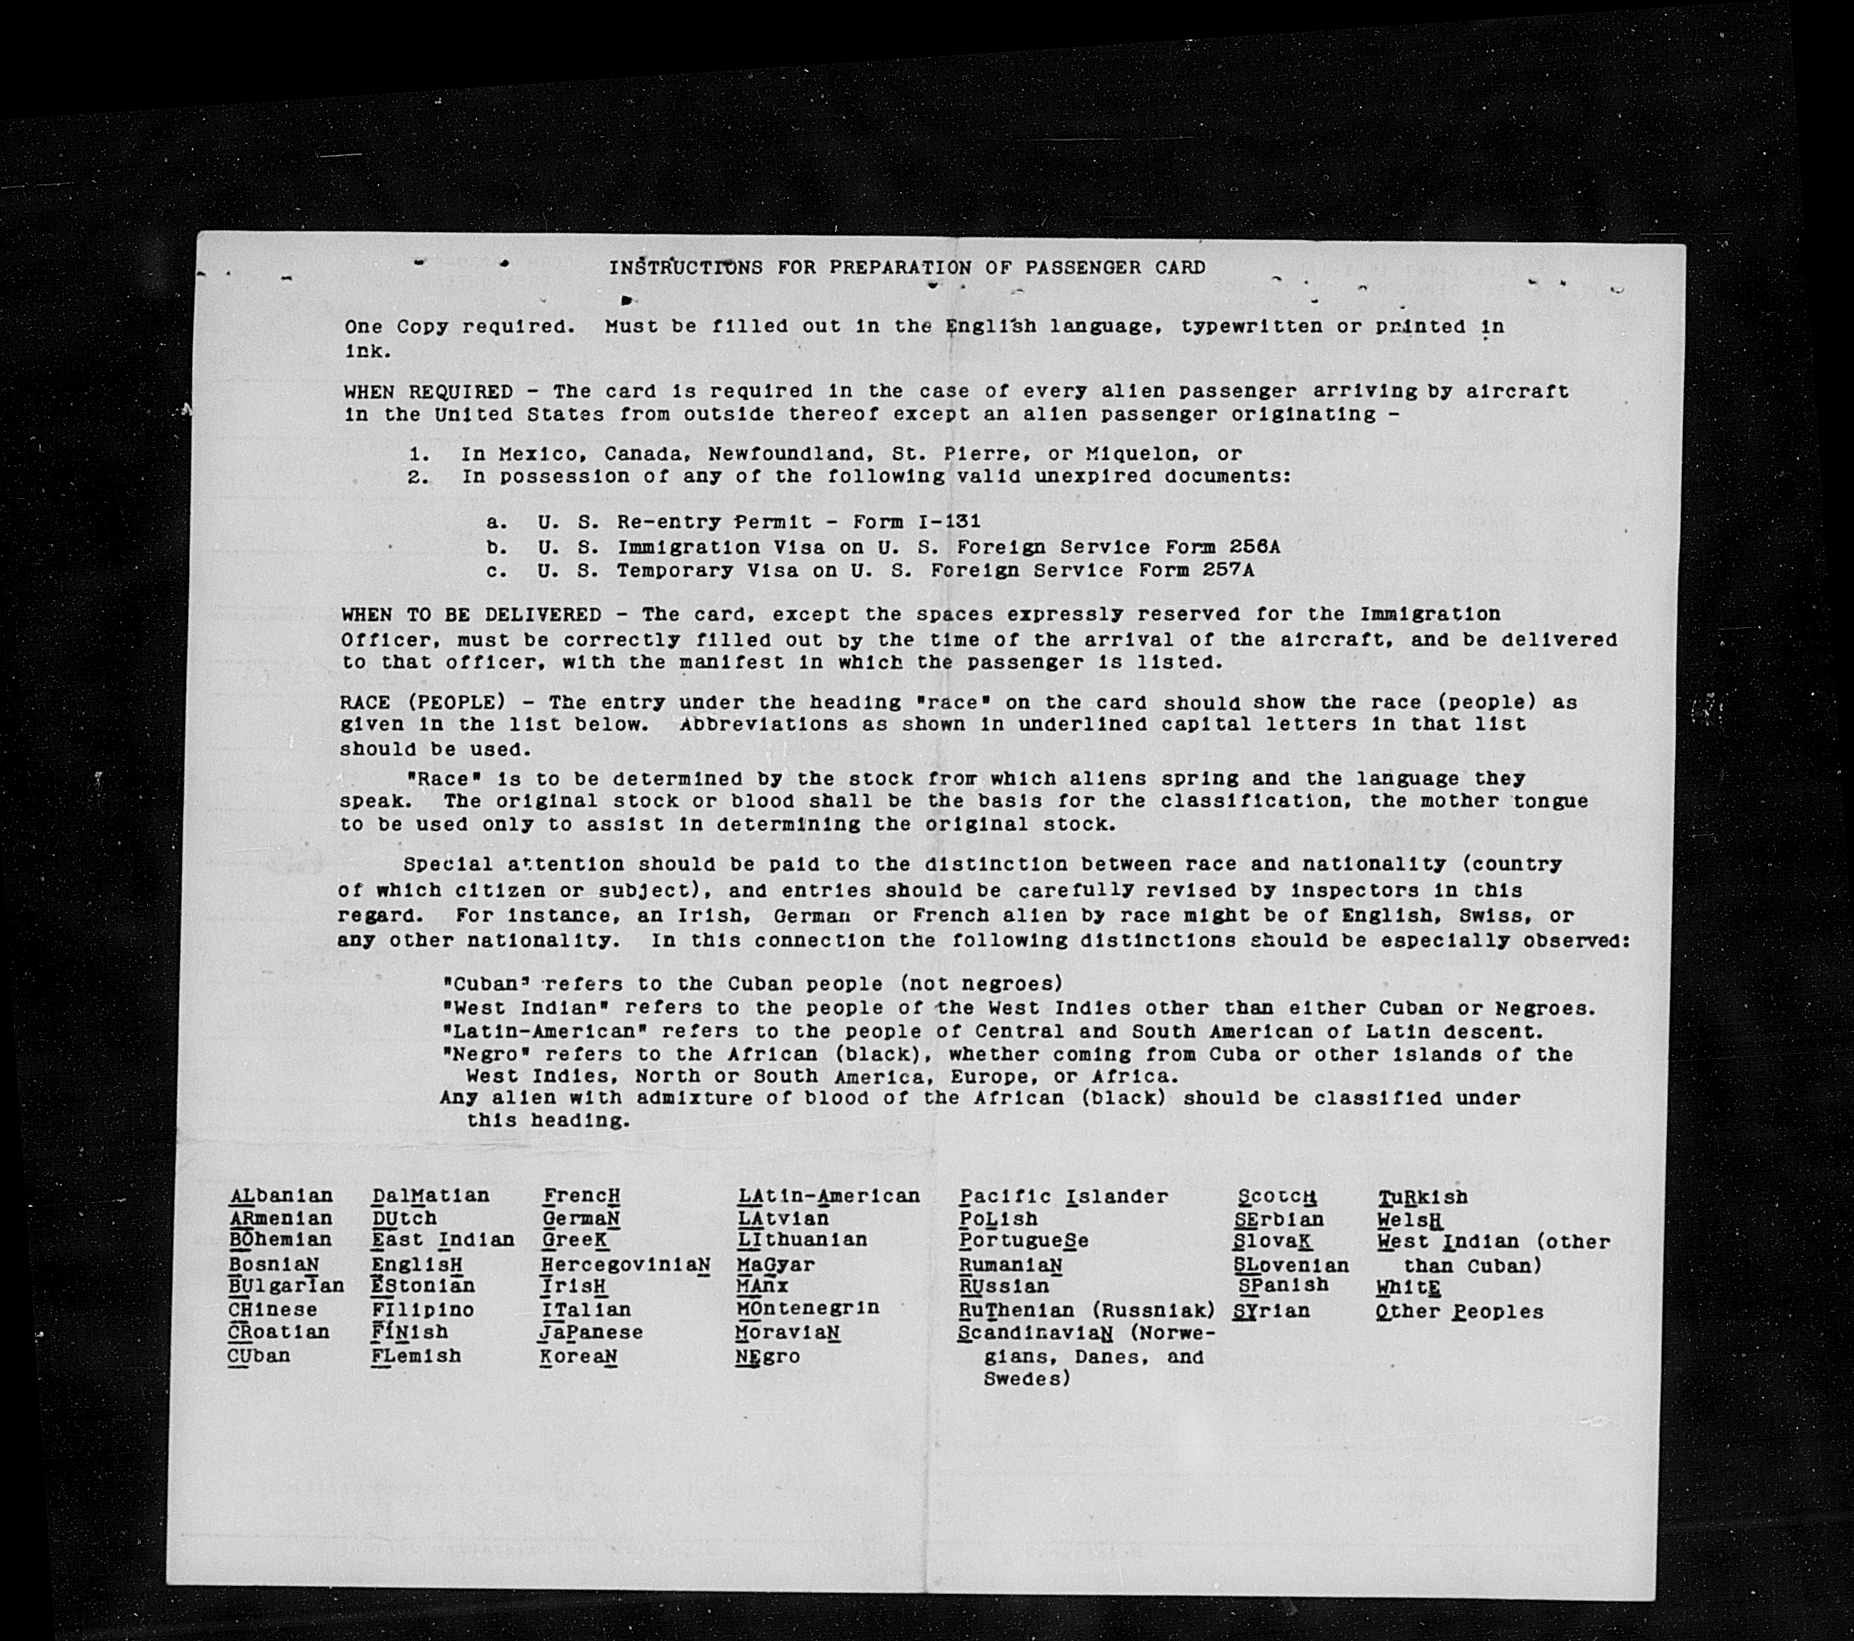 INSTRUCTIONS FOR PREPARATION OF PASSENGER CARD
One Copy required. Must be filled out in the English language, typewritten or printed in
ink.
WHEN REQUIRED - The card is required in the case of every alien passenger arriving by aircraft
in the United States from outside thereof except an alien passenger originating -
1. In Mexico, Canada, Newfoundland, St. Pierre, or Miquelon, or
2. In possession of any of the following valid unexpired documents:
a. U. S. Re-entry Permit - Form I-131
b. U. S. Immigration Visa on U. S. Foreign Service Form 256A
c. U. S. Temporary Visa on U. S. Foreign Service Form 257A
WHEN TO BE DELIVERED - The card, except the spaces expressly reserved for the Immigration
Officer, must be correctly filled out by the time of the arrival of the aircraft, and be delivered
to that officer, with the manifest in which the passenger is listed.
RACE (PEOPLE) - The entry under the heading "race" on the card should show the race (people) as
given in the list below. Abbreviations as shown in underlined capital letters in that list
should be used.
"Race" is to be determined by the stock from which aliens spring and the language they
speak. The original stock or blood shall be the basis for the classification, the mother tongue
to be used only to assist in determining the original stock.
Special attention should be paid to the distinction between race and nationality (country
of which citizen or subject), and entries should be carefully revised by inspectors in this
regard. For instance, an Irish, German or French alien by race might be of English, Swiss, or
any other nationality. In this connection the following distinctions should be especially observed:
"Cuban" refers to the Cuban people (not negroes)
"West Indian" refers to the people of the West Indies other than either Cuban or Negroes.
"Latin-American" refers to the people of Central and South American of Latin descent.
"Negro" refers to the African (black), whether coming from Cuba or other islands of the
West Indies, North or South America, Europe, or Africa.
Any alien with admixture of blood of the African (black) should be classified under
this heading.
ALbanian
ARmenian
BOhemian
BosniaN
BUlgarIan
CHinese
CRoatian
CUban
DalMatian
DUtch
East Indian
EnglisH
EStonian
FIlipino
FINish
FLemish
FrencH
GermaN
GreeK
HercegoviniaN
IrisH
ITalian
JaPanese
KoreaN
LAtin-American
LAtvian
LIthuanian
MaGyar
MAnx
MOntenegrin
MoraviaN
NEgro
Pacific Islander
PoLish
PortugueSe
RumaniaN
RUssian
RuThenian (Russniak)
ScandinaviaN (Norwe-
gians, Danes, and
Swedes)
ScotcH
SErbian
SlovaK
SLovenian
SPanish
SYrian
TuRkish
WelsH
West Indian (other
than Cuban)
WhitE
Other Peoples